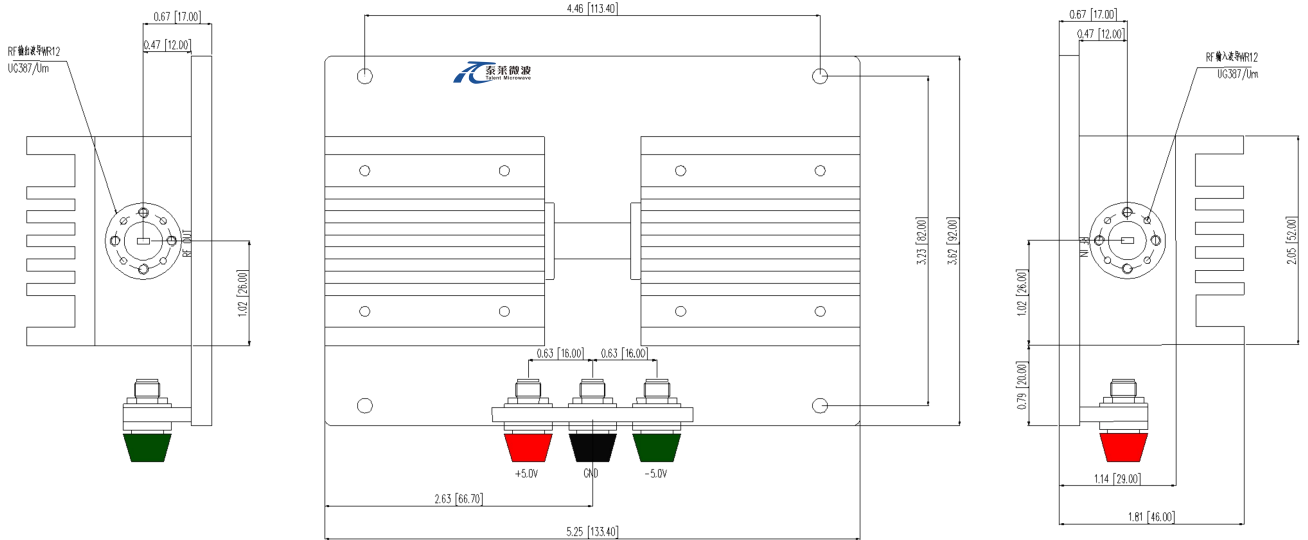 0.67 [17.00]
0.47 [12.00]
RF输出波导WR12
UG387/Um
RF OUT
1.02 [26.00]
4.46 [113.40]
泰莱微波
Talent Microwave
3.23 [82.00]
3.62 [92.00]
0.63 [16.00]
0.63 [16.00]
+5.0V
GND
-5.0V
2.63 [66.70]
5.25 [133.40]
0.67 [17.00]
0.47 [12.00]
RF输入波导WR12
UG387/Um
RF IN
1.02 [26.00]
0.79 [20.00]
2.05 [52.00]
1.14 [29.00]
1.81 [46.00]